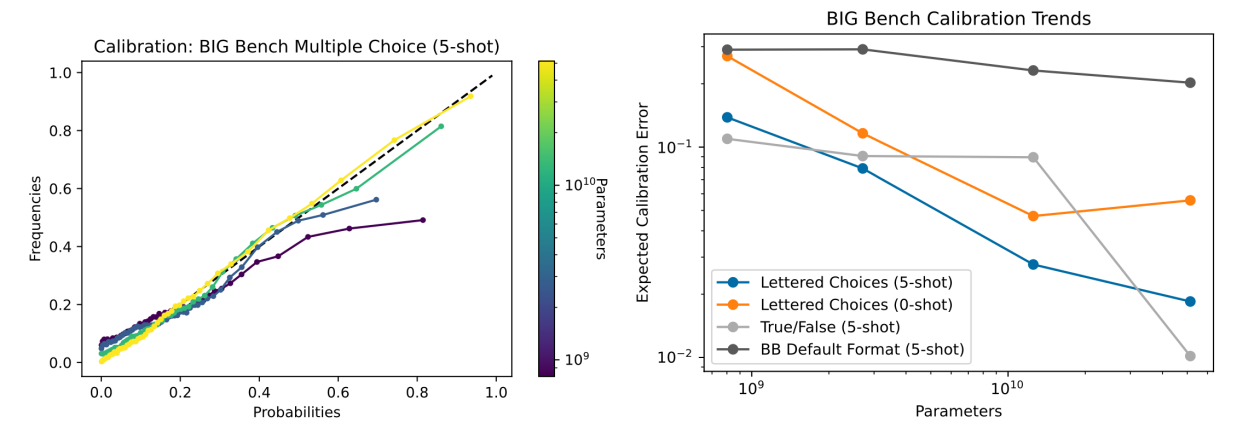 Calibration: BIG Bench Multiple Choice (5-shot)
1.0
0.8
0.6
0.4
0.2
0.0
Frequencies
0.0 0.2 0.4 0.6 0.8 1.0
Probabilities
10¹⁰
10⁹
Parameters
BIG Bench Calibration Trends
Expected Calibration Error
10⁻¹
10⁻²
Lettered Choices (5-shot)
Lettered Choices (0-shot)
True/False (5-shot)
BB Default Format (5-shot)
10⁹ 10¹⁰
Parameters